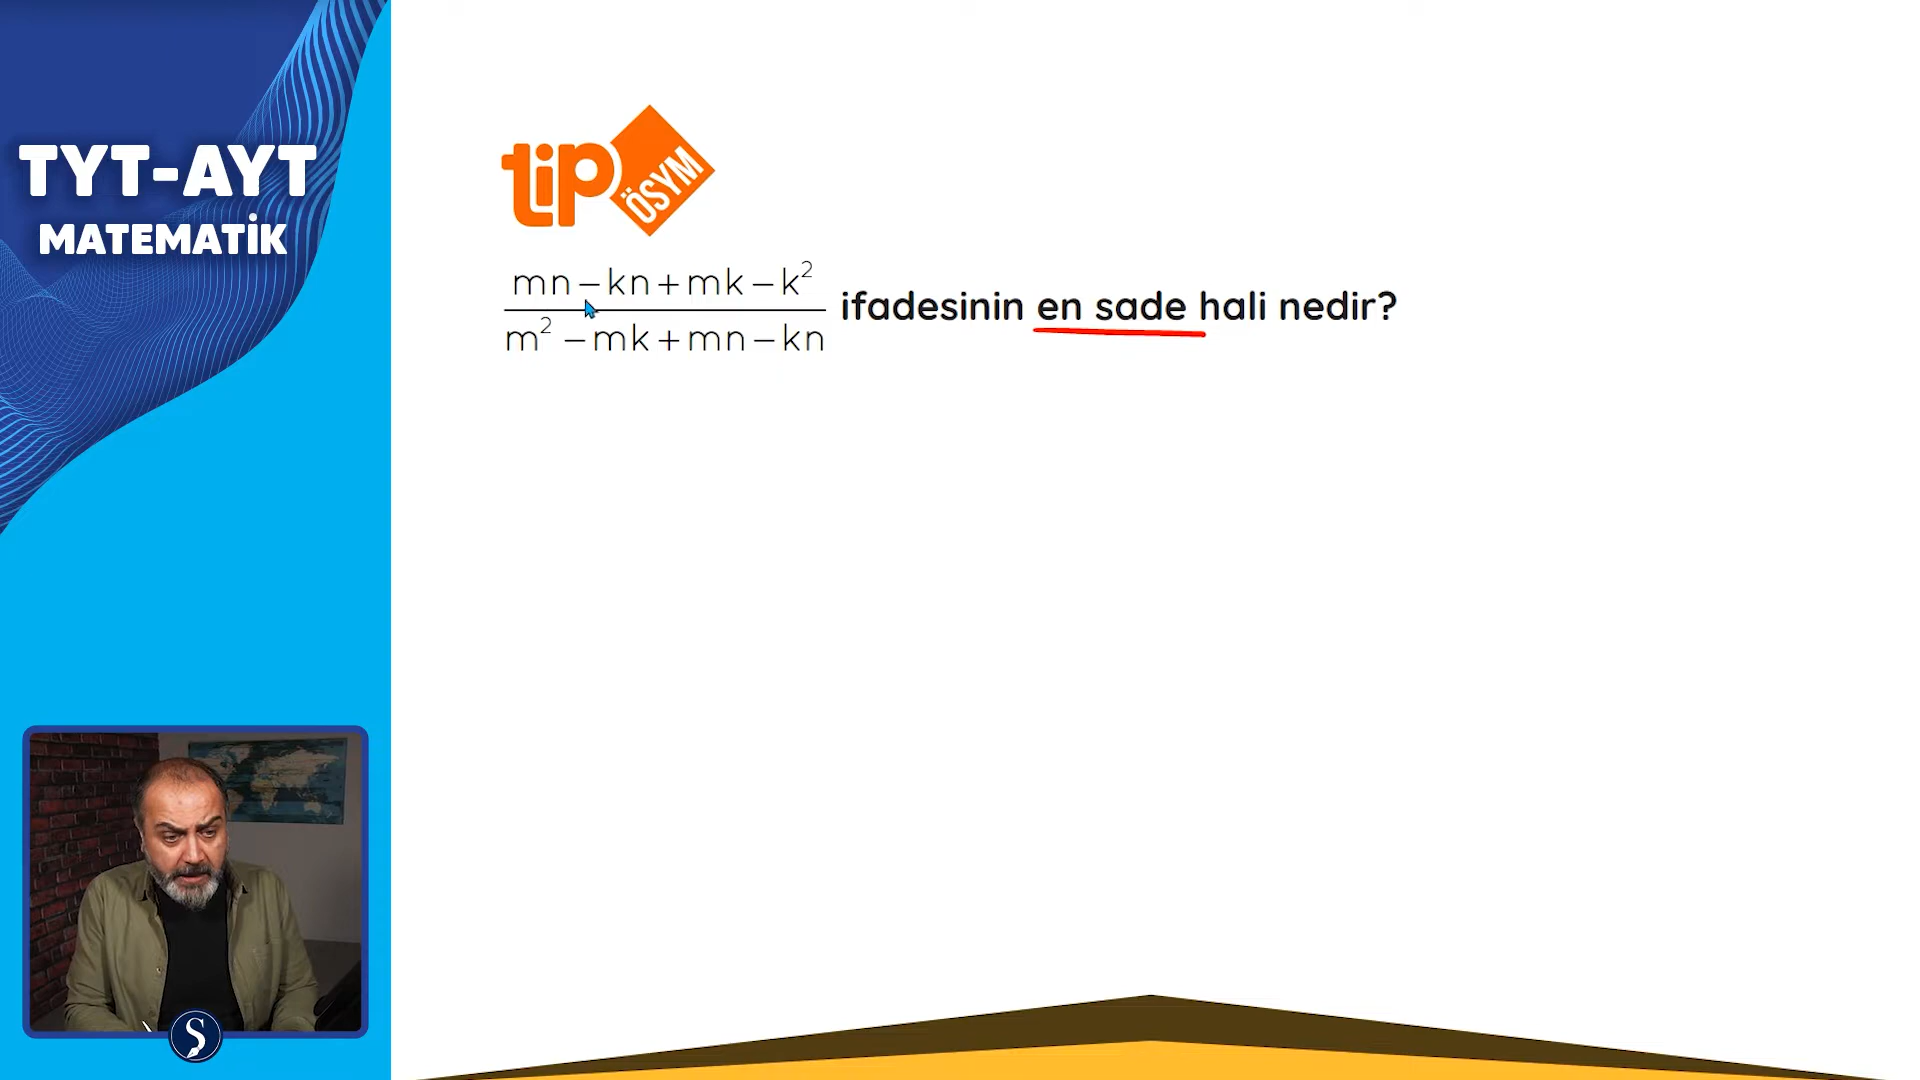 TYT-AYT
MATEMATİK
tip
ÖSYM
mn−kn+mk−k²
ifadesinin en sade hali nedir?
m²−mk+mn−kn
S